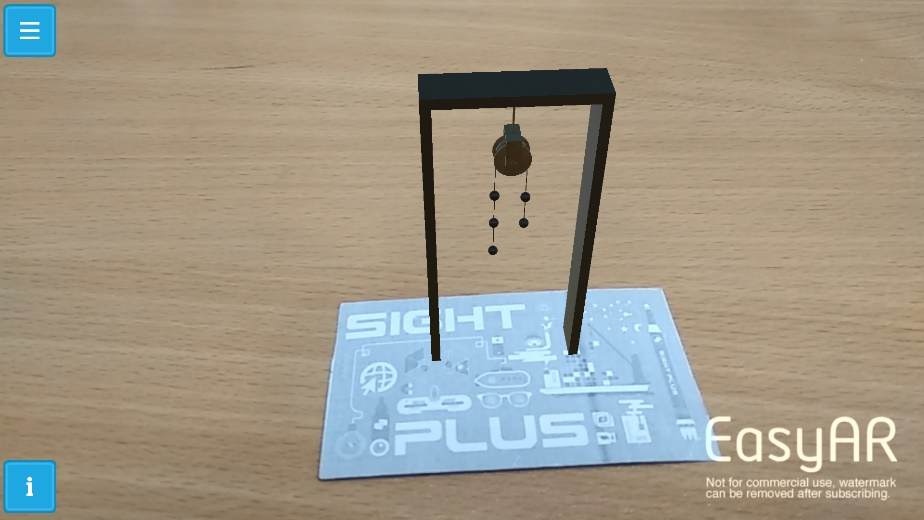 SIGHT
PLUS
i
EasyAR
Not for commercial use, watermark
can be removed after subscribing.